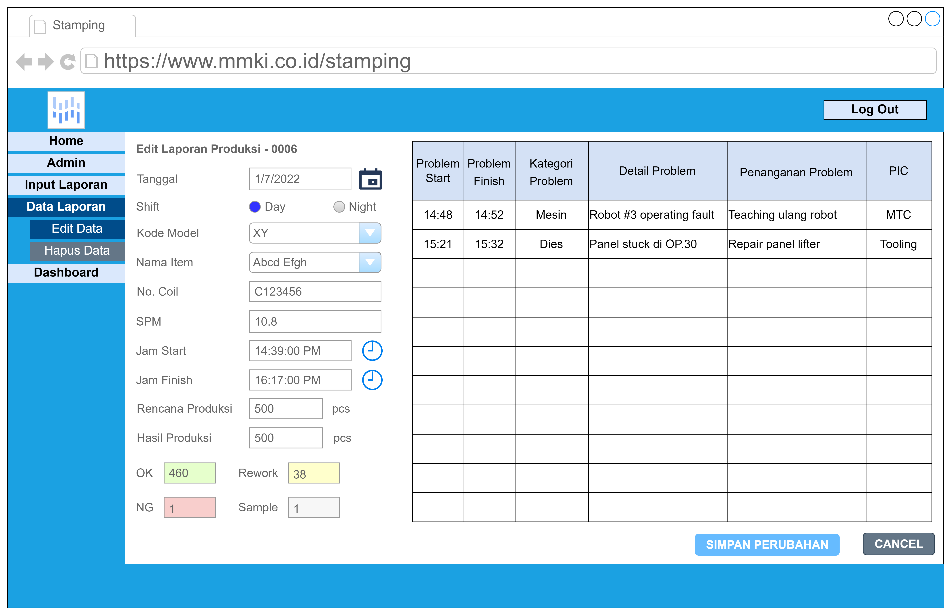 Stamping
https://www.mmki.co.id/stamping
Log Out
Home
Admin
Input Laporan
Data Laporan
Edit Data
Hapus Data
Dashboard
Edit Laporan Produksi - 0006
Tanggal 1/7/2022
Shift Day Night
Kode Model XY
Nama Item Abcd Efgh
No. Coil C123456
SPM 10.8
Jam Start 14:39:00 PM
Jam Finish 16:17:00 PM
Rencana Produksi 500 pcs
Hasil Produksi 500 pcs
OK 460 Rework 38
NG 1 Sample 1
Problem Start Problem Finish Kategori Problem Detail Problem Penanganan Problem PIC
14:48 14:52 Mesin Robot #3 operating fault Teaching ulang robot MTC
15:21 15:32 Dies Panel stuck di OP.30 Repair panel lifter Tooling
SIMPAN PERUBAHAN CANCEL